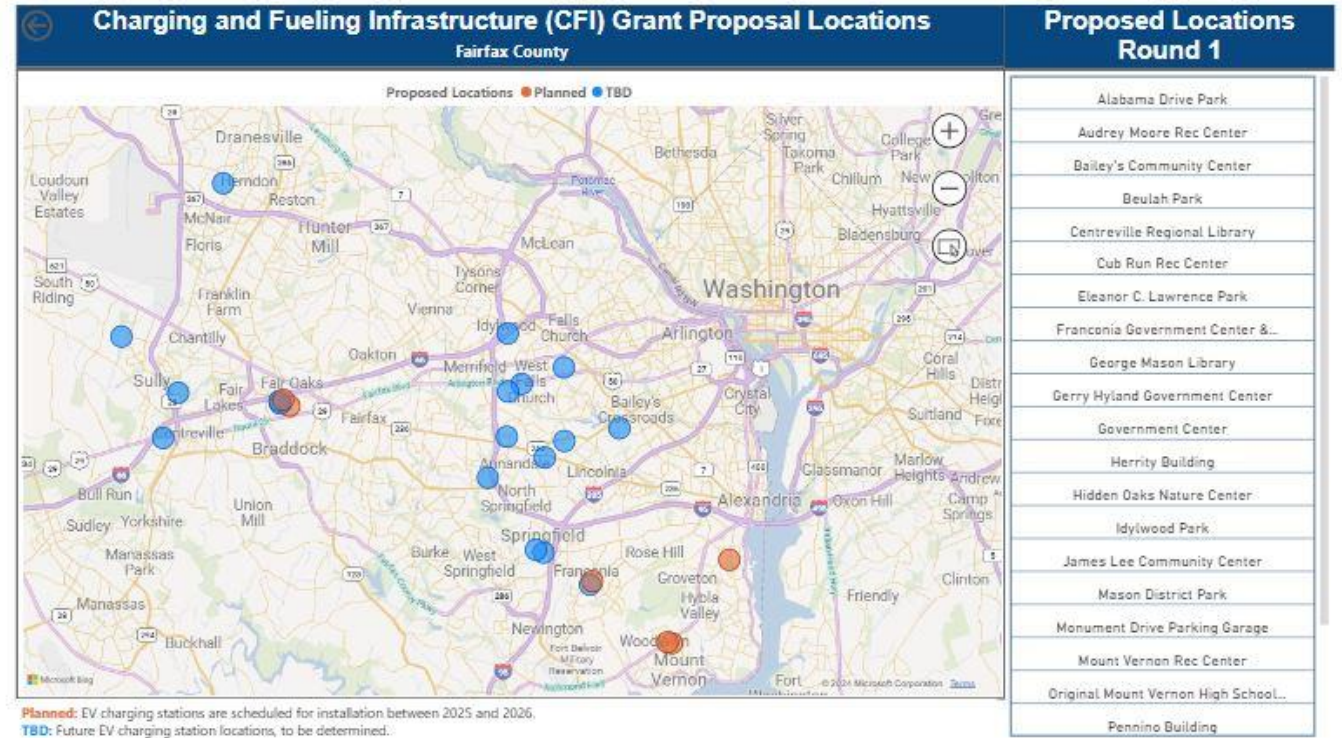 Charging and Fueling Infrastructure (CFI) Grant Proposal Locations
Fairfax County
Proposed Locations
Round 1
Proposed Locations Planned TBD
Dranesville
Herndon
Reston
Loudoun
Valley
Estates
McNair
Floris
Hunter
Mill
South
Riding
Franklin
Farm
Chantilly
Sully
Fair
Lakes
Fair Oaks
Centreville
Braddock
Fairfax
Oakton
Vienna
Tysons
Corner
McLean
Idylwood
Falls
Church
Merrifield
West
Falls
Church
Bailey's
Crossroads
Annandale
Lincolnia
North
Springfield
Springfield
Burke
West
Springfield
Franconia
Rose Hill
Groveton
Hybla
Valley
Newington
Fort Belvoir
Military
Reservation
Mount
Vernon
Fort
Washington
Friendly
Clinton
Alexandria
Oxon Hill
Glassmanor
Marlow
Heights
Camp
Springs
Suitland
Coral
Hills
Crystal
City
Arlington
Washington
Bethesda
Silver
Spring
Takoma
Park
College
Park
Chillum
Hyattsville
Bladensburg
Potomac
River
Bull Run
Sudley
Yorkshire
Manassas
Park
Manassas
Buckhall
Union
Mill
Microsoft Bing
© 2024 Microsoft Corporation Terms
Alabama Drive Park
Audrey Moore Rec Center
Bailey's Community Center
Beulah Park
Centreville Regional Library
Cub Run Rec Center
Eleanor C. Lawrence Park
Franconia Government Center &...
George Mason Library
Gerry Hyland Government Center
Government Center
Herrity Building
Hidden Oaks Nature Center
Idylwood Park
James Lee Community Center
Mason District Park
Monument Drive Parking Garage
Mount Vernon Rec Center
Original Mount Vernon High School...
Pennino Building
Planned: EV charging stations are scheduled for installation between 2025 and 2026.
TBD: Future EV charging station locations, to be determined.